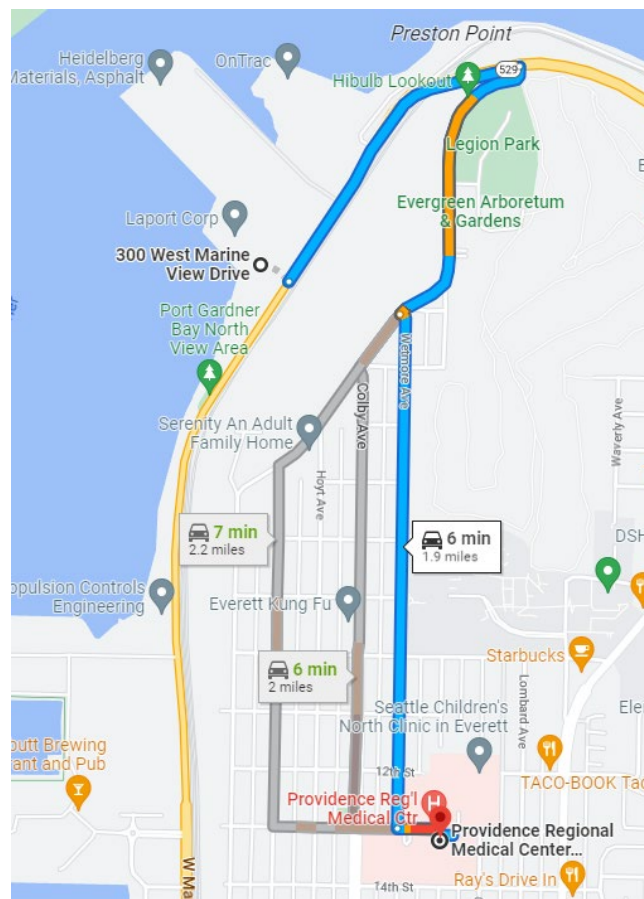 Preston Point
Heidelberg
Materials, Asphalt
OnTrac
Hibulb Lookout
529
Legion Park
Evergreen Arboretum
& Gardens
Laport Corp
300 West Marine
View Drive
Port Gardner
Bay North
View Area
Wetmore Ave
Colby Ave
Waverly Ave
Serenity An Adult
Family Home
Hoyt Ave
7 min
2.2 miles
6 min
1.9 miles
DSH
opulsion Controls
Engineering
Everett Kung Fu
Starbucks
6 min
2 miles
Lombard Ave
Seattle Children's
North Clinic in Everett
Ele
outt Brewing
ant and Pub
12th St
TACO-BOOK Tac
Providence Reg'l
Medical Ctr
H
Providence Regional
Medical Center...
W Ma
14th St
Ray's Drive In